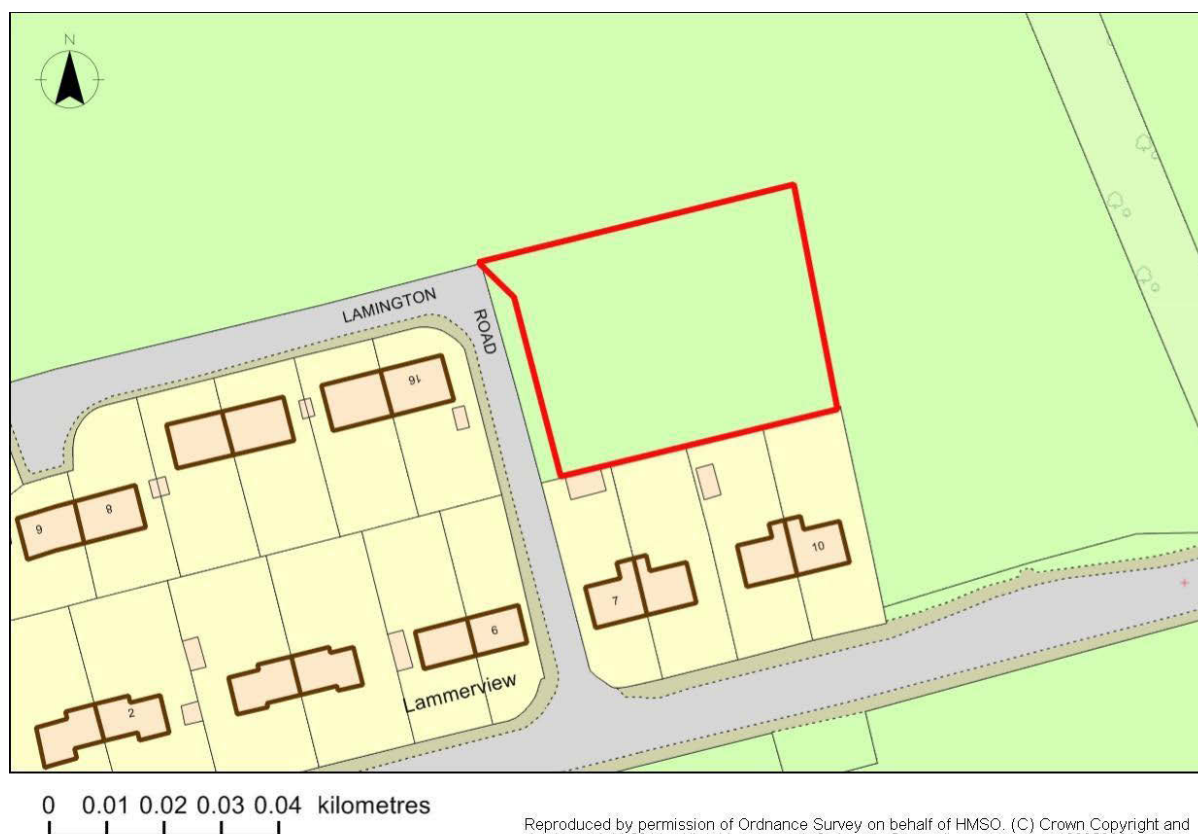 N
LAMINGTON
ROAD
16
9
8
7
10
6
Lammerview
2
0 0.01 0.02 0.03 0.04 kilometres
Reproduced by permission of Ordnance Survey on behalf of HMSO. (C) Crown Copyright and